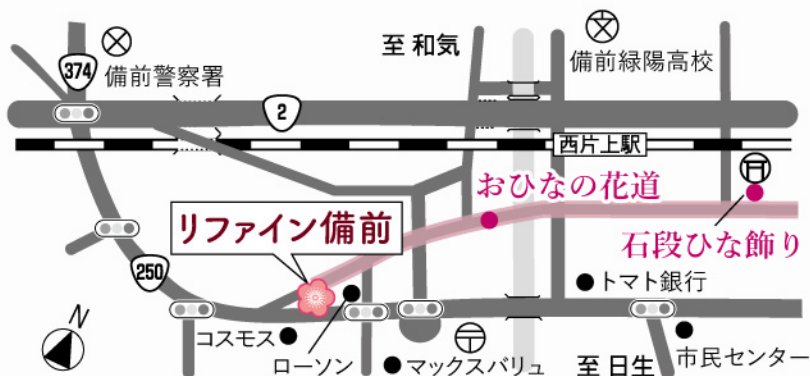 至 和気
備前緑陽高校
374
備前警察署
2
西片上駅
おひなの花道
リファイン備前
石段ひな飾り
250
トマト銀行
N
コスモス
ローソン
マックスバリュ
至 日生
市民センター